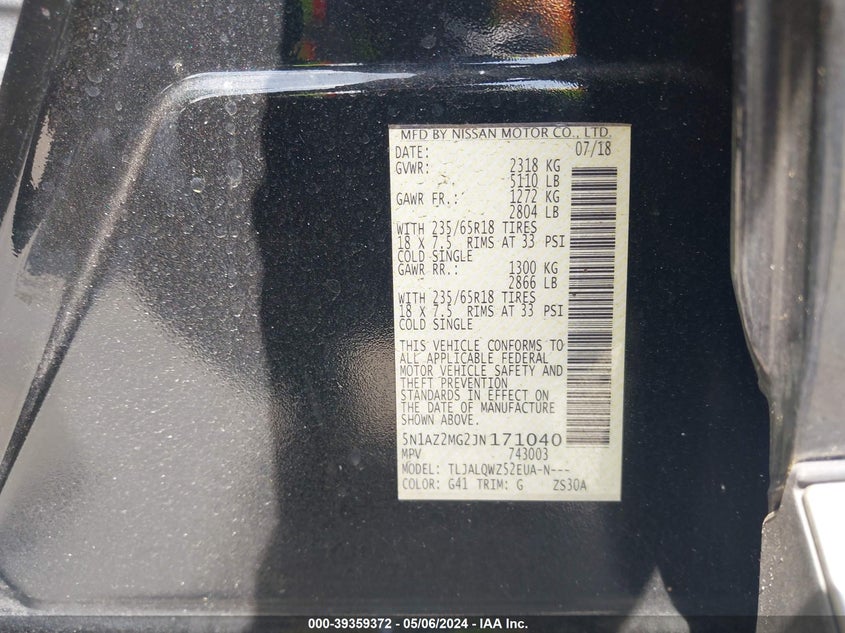 MFD BY NISSAN MOTOR CO., LTD.
DATE: 07/18
GVWR: 2318 KG
5110 LB
GAWR FR.: 1272 KG
2804 LB
WITH 235/65R18 TIRES
18 X 7.5 RIMS AT 33 PSI
COLD SINGLE
GAWR RR.: 1300 KG
2866 LB
WITH 235/65R18 TIRES
18 X 7.5 RIMS AT 33 PSI
COLD SINGLE
THIS VEHICLE CONFORMS TO
ALL APPLICABLE FEDERAL
MOTOR VEHICLE SAFETY AND
THEFT PREVENTION
STANDARDS IN EFFECT ON
THE DATE OF MANUFACTURE
SHOWN ABOVE.
5N1AZ2MG2JN171040
MPV 743003
MODEL: TLJALQWZ52EUA-N---
COLOR: G41 TRIM: G ZS30A
000-39359372 - 05/06/2024 - IAA Inc.